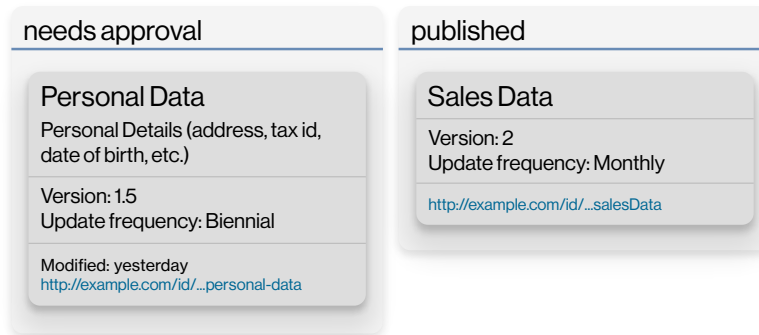 needs approval
Personal Data
Personal Details (address, tax id,
date of birth, etc.)
Version: 1.5
Update frequency: Biennial
Modified: yesterday
http://example.com/id/...personal-data
published
Sales Data
Version: 2
Update frequency: Monthly
http://example.com/id/...salesData